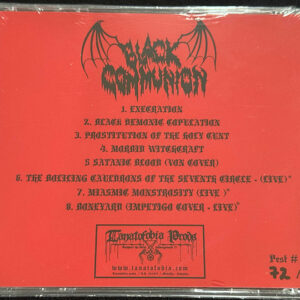 BLACK
COMMUNION
1. EXECRATION
2. BLACK DEMONIC COPULATION
3. PROSTITUTION OF THE HOLY CUNT
4. MORBID WITCHCRAFT
5 SATANIC BLOOD (VON COVER)
6. THE BOILING CAULDRONS OF THE SEVENTH CIRCLE - (LIVE)*
7. MIASMIC MONSTROSITY (LIVE)*
8. BONEYARD (IMPETIGO COVER - LIVE)*
Tanatofobia Prods
www.tanatofobia.com
Pest #
72 /